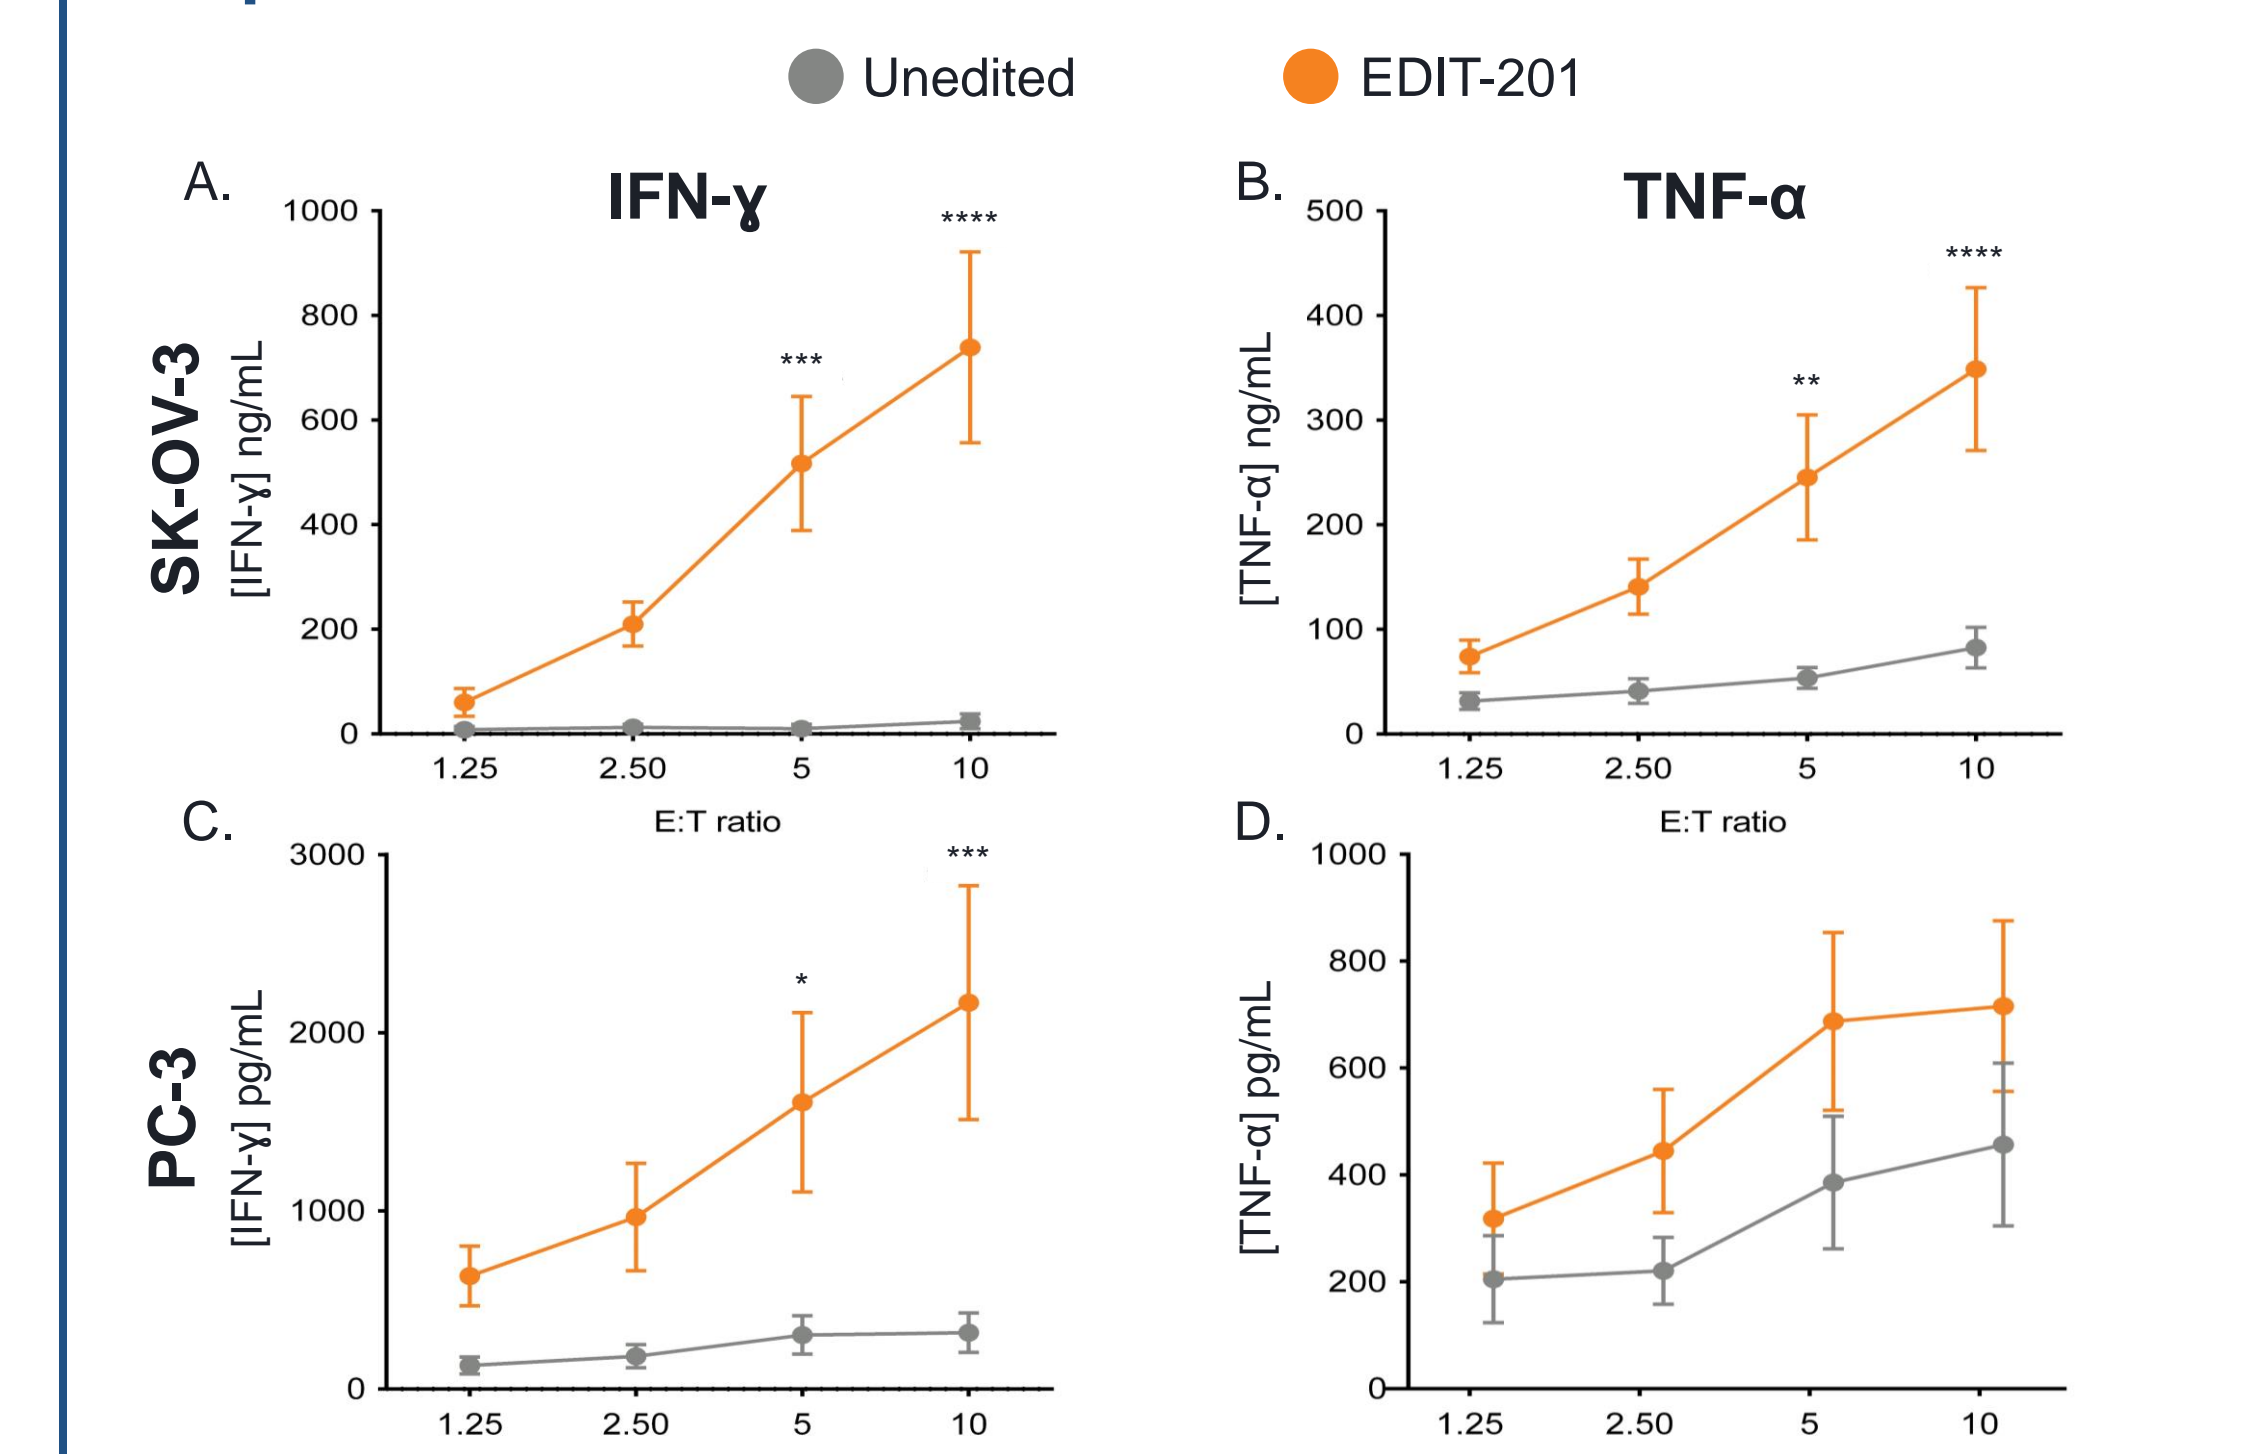 Unedited
EDIT-201
A.
IFN-ɣ
1000
800
600
400
200
0
***
****
SK-OV-3
[IFN-ɣ] ng/mL
1.25 2.50 5 10
E:T ratio
B.
TNF-α
500
400
300
200
100
0
**
****
[TNF-α] ng/mL
1.25 2.50 5 10
E:T ratio
C.
3000
2000
1000
0
*
***
PC-3
[IFN-ɣ] pg/mL
1.25 2.50 5 10
D.
1000
800
600
400
200
0
[TNF-α] pg/mL
1.25 2.50 5 10